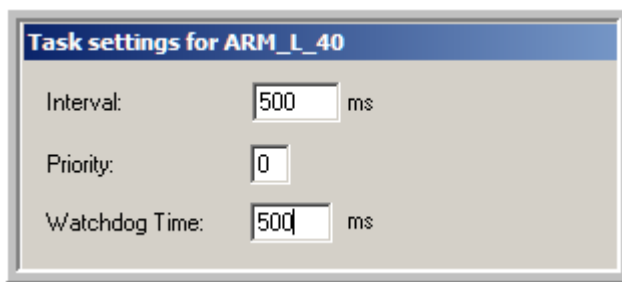 Task settings for ARM_L_40
Interval: 500 ms
Priority: 0
Watchdog Time: 500 ms